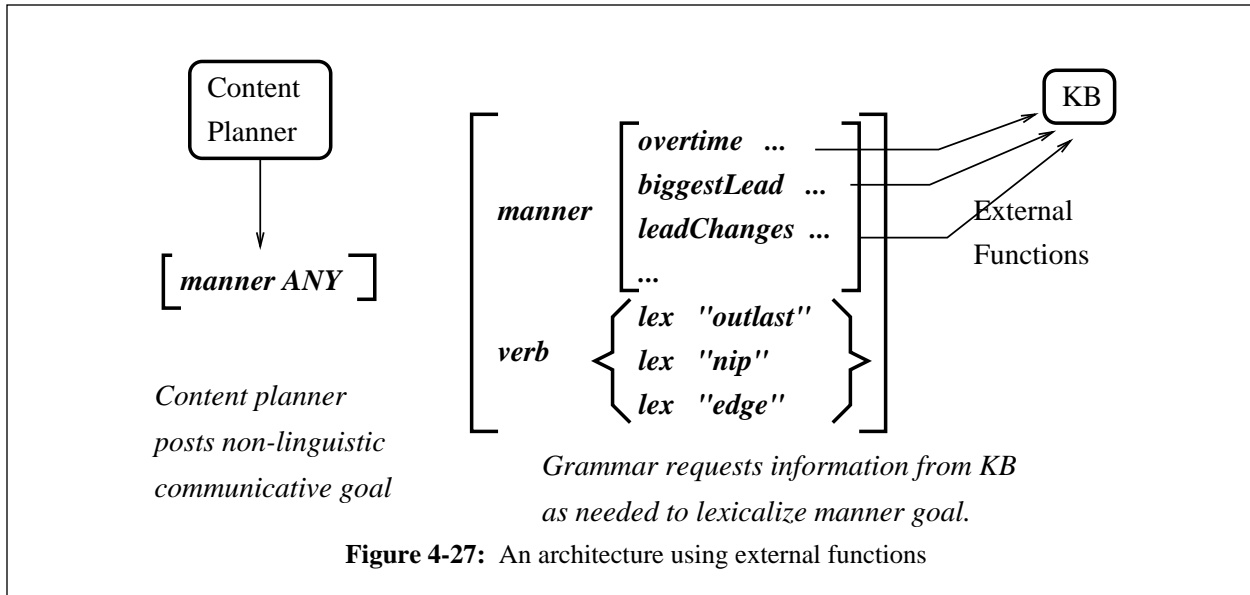 Content
Planner
[manner ANY]
Content planner
posts non-linguistic
communicative goal
manner
overtime ...
biggestLead ...
leadChanges ...
...
verb
lex "outlast"
lex "nip"
lex "edge"
KB
External
Functions
Grammar requests information from KB
as needed to lexicalize manner goal.
Figure 4-27: An architecture using external functions